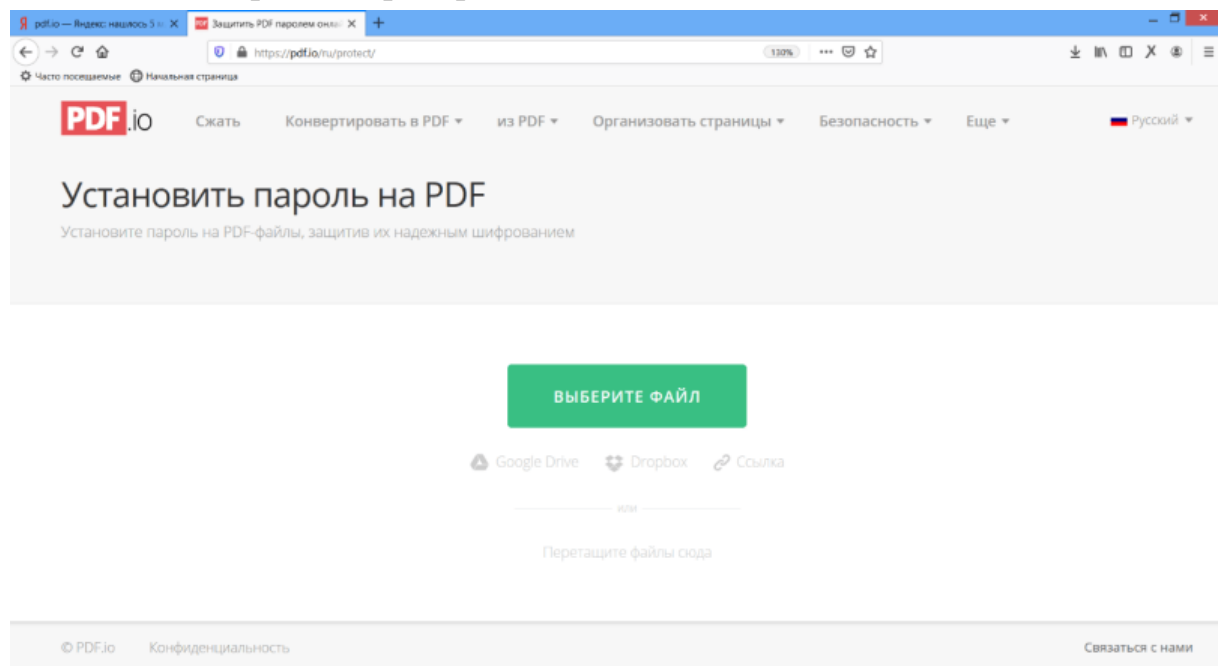 pdf.io — Яндекс: нашлось 5
Защитить PDF паролем онла
https://pdf.io/ru/protect/
130%
Часто посещаемые Начальная страница
PDF.io Сжать Конвертировать в PDF из PDF Организовать страницы Безопасность Еще Русский
Установить пароль на PDF
Установите пароль на PDF-файлы, защитив их надежным шифрованием
ВЫБЕРИТЕ ФАЙЛ
Google Drive Dropbox Ссылка
или
Перетащите файлы сюда
© PDF.io Конфиденциальность Связаться с нами